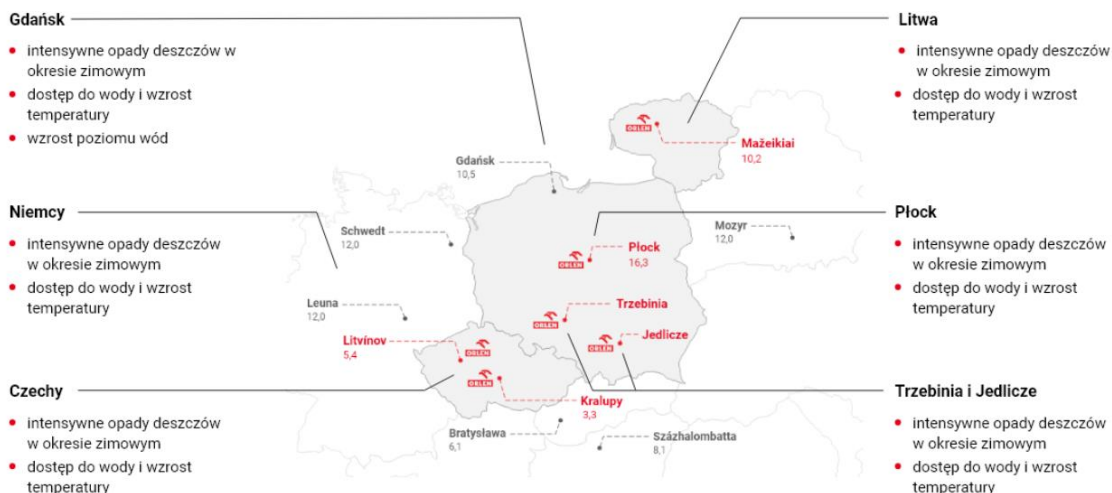 Gdańsk
intensywne opady deszczów w
okresie zimowym
dostęp do wody i wzrost
temperatury
wzrost poziomu wód
Litwa
intensywne opady deszczów
w okresie zimowym
dostęp do wody i wzrost
temperatury
Niemcy
intensywne opady deszczów
w okresie zimowym
dostęp do wody i wzrost
temperatury
Płock
intensywne opady deszczów
w okresie zimowym
dostęp do wody i wzrost
temperatury
Czechy
intensywne opady deszczów
w okresie zimowym
dostęp do wody i wzrost
temperatury
Trzebinia i Jedlicze
intensywne opady deszczów
w okresie zimowym
dostęp do wody i wzrost
temperatury
ORLEN
Mažeikiai
10,2
Gdańsk
10,5
Schwedt
12,0
Mozyr
12,0
ORLEN
Płock
16,3
Leuna
12,0
ORLEN
Trzebinia
ORLEN
Jedlicze
Litvínov
5,4
ORLEN
ORLEN
Kralupy
3,3
Bratysława
6,1
Százhalombatta
8,1